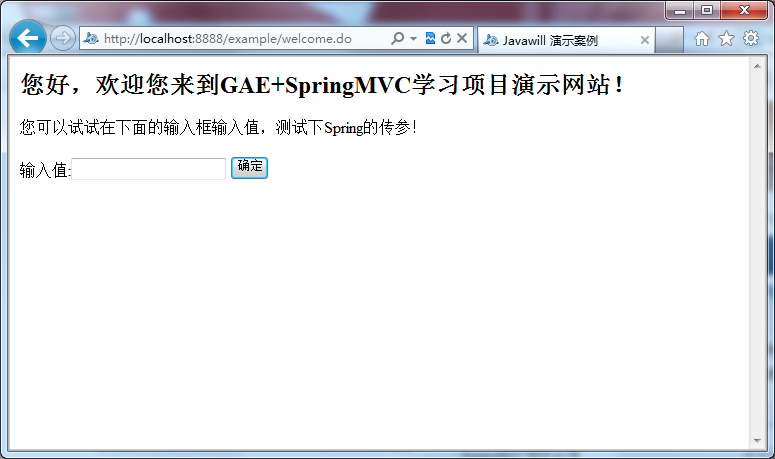 http://localhost:8888/example/welcome.do
Javawill 演示案例
您好，欢迎您来到GAE+SpringMVC学习项目演示网站！
您可以试试在下面的输入框输入值，测试下Spring的传参！
输入值:
确定